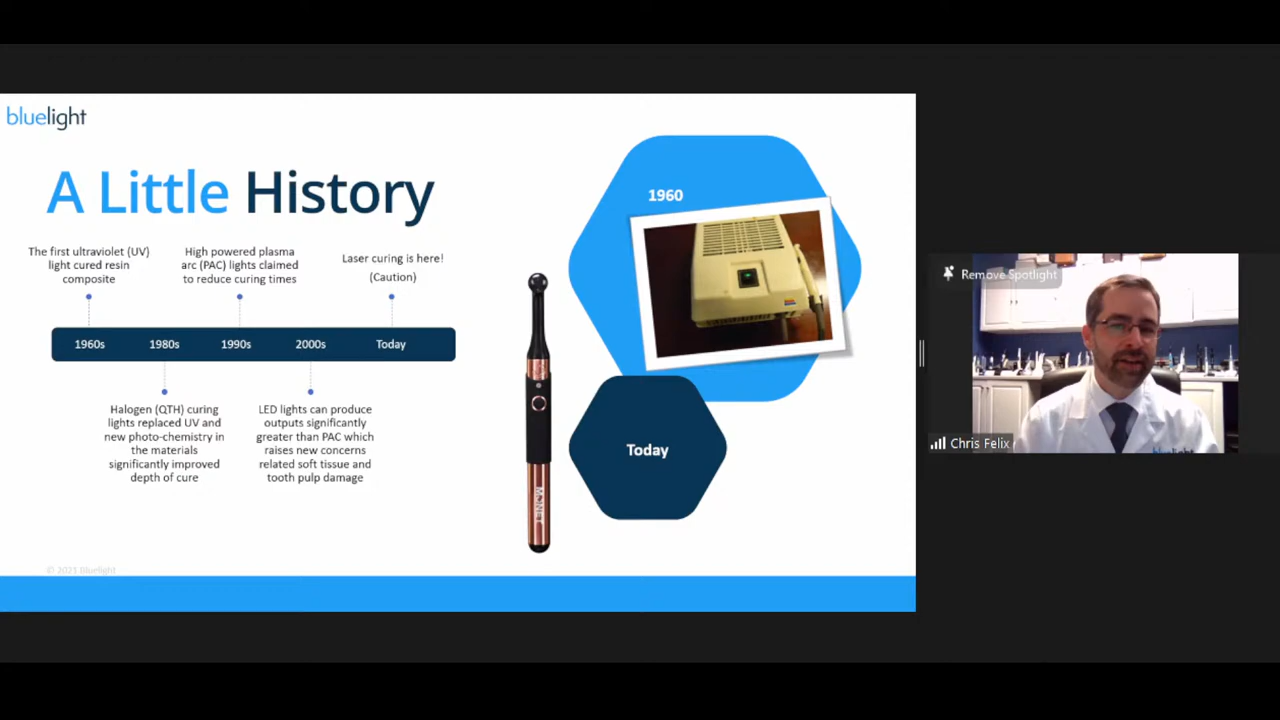 bluelight
A Little History
The first ultraviolet (UV)
light cured resin
composite
High powered plasma
arc (PAC) lights claimed
to reduce curing times
Laser curing is here!
(Caution)
1960s
1980s
1990s
2000s
Today
Halogen (QTH) curing
lights replaced UV and
new photo-chemistry in
the materials
significantly improved
depth of cure
LED lights can produce
outputs significantly
greater than PAC which
raises new concerns
related soft tissue and
tooth pulp damage
© 2021 Bluelight
MONET
1960
Today
Remove Spotlight
Chris Felix
bluelight